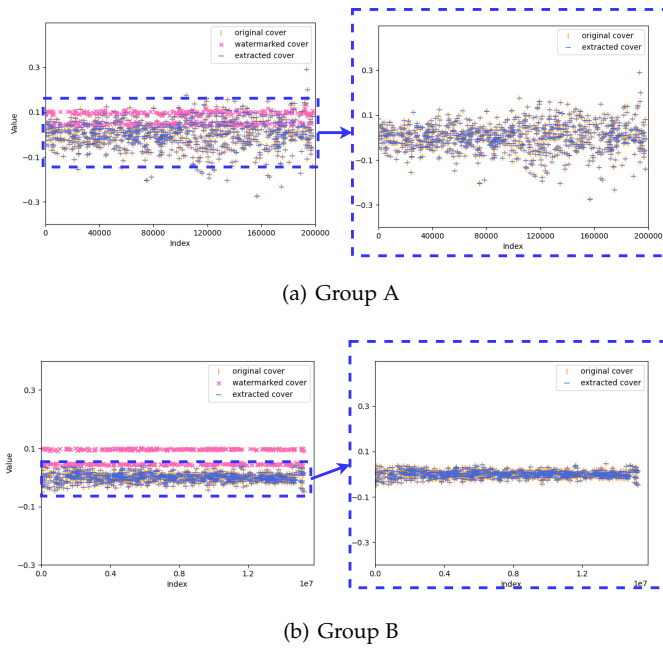 original cover
watermarked cover
extracted cover
0.3
0.1
−0.1
−0.3
Value
0
40000
80000
120000
160000
200000
Index
original cover
extracted cover
0.3
0.1
−0.1
−0.3
0
40000
80000
120000
160000
200000
Index
(a) Group A
original cover
watermarked cover
extracted cover
0.3
0.1
−0.1
−0.3
Value
0.0
0.4
0.8
1.2
1e7
Index
original cover
extracted cover
0.3
0.1
−0.1
−0.3
0.0
0.4
0.8
1.2
1e7
Index
(b) Group B